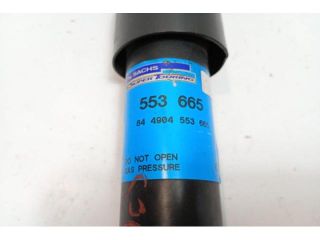 SACHS
SUPER TOURING
553 665
84 4904 553 665
DO NOT OPEN
GAS PRESSURE